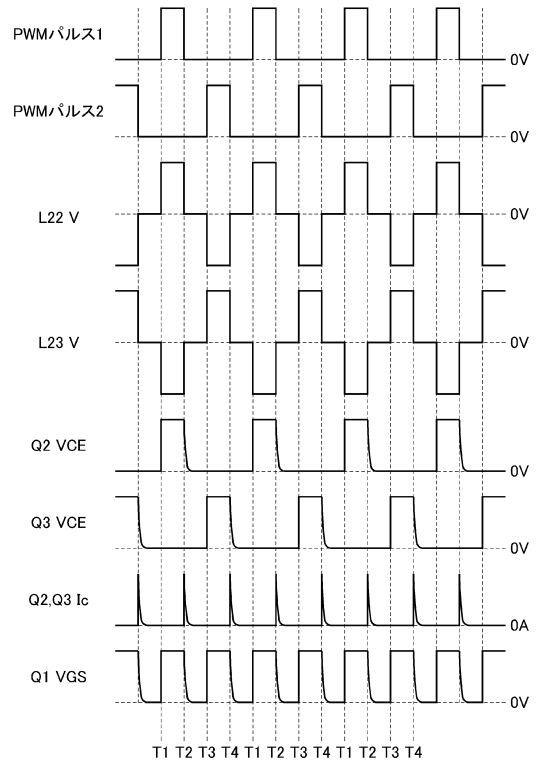 PWMパルス1
0V
PWMパルス2
0V
L22 V
0V
L23 V
0V
Q2 VCE
0V
Q3 VCE
0V
Q2,Q3 Ic
0A
Q1 VGS
0V
T1 T2 T3 T4 T1 T2 T3 T4 T1 T2 T3 T4